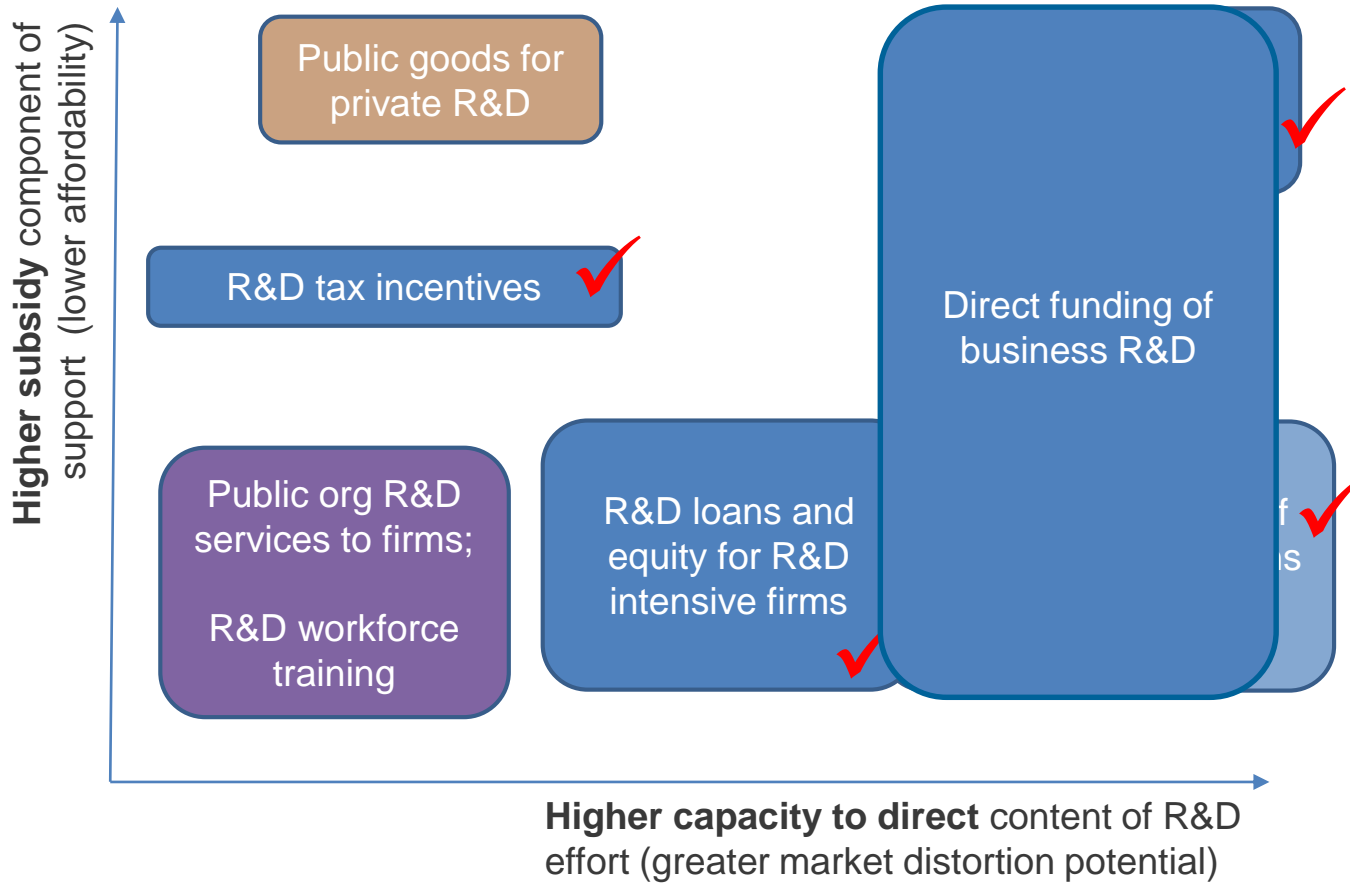 Higher subsidy component of
support (lower affordability)
Public goods for
private R&D
R&D tax incentives
Direct funding of
business R&D
Public org R&D
services to firms;
R&D workforce
training
R&D loans and
equity for R&D
intensive firms
Higher capacity to direct content of R&D
effort (greater market distortion potential)